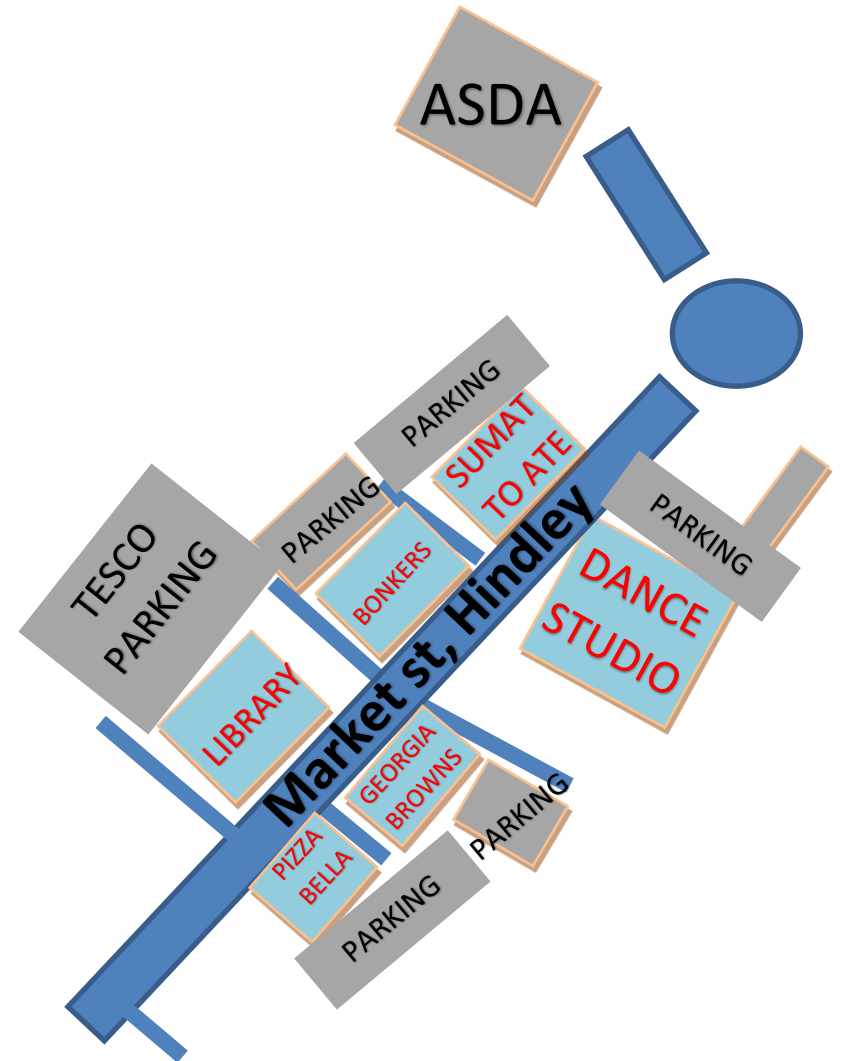 ASDA
PARKING
SUMAT
TO ATE
PARKING
BONKERS
TESCO
PARKING
LIBRARY
Market st, Hindley
PARKING
DANCE
STUDIO
GEORGIA
BROWNS
PARKING
PIZZA
BELLA
PARKING